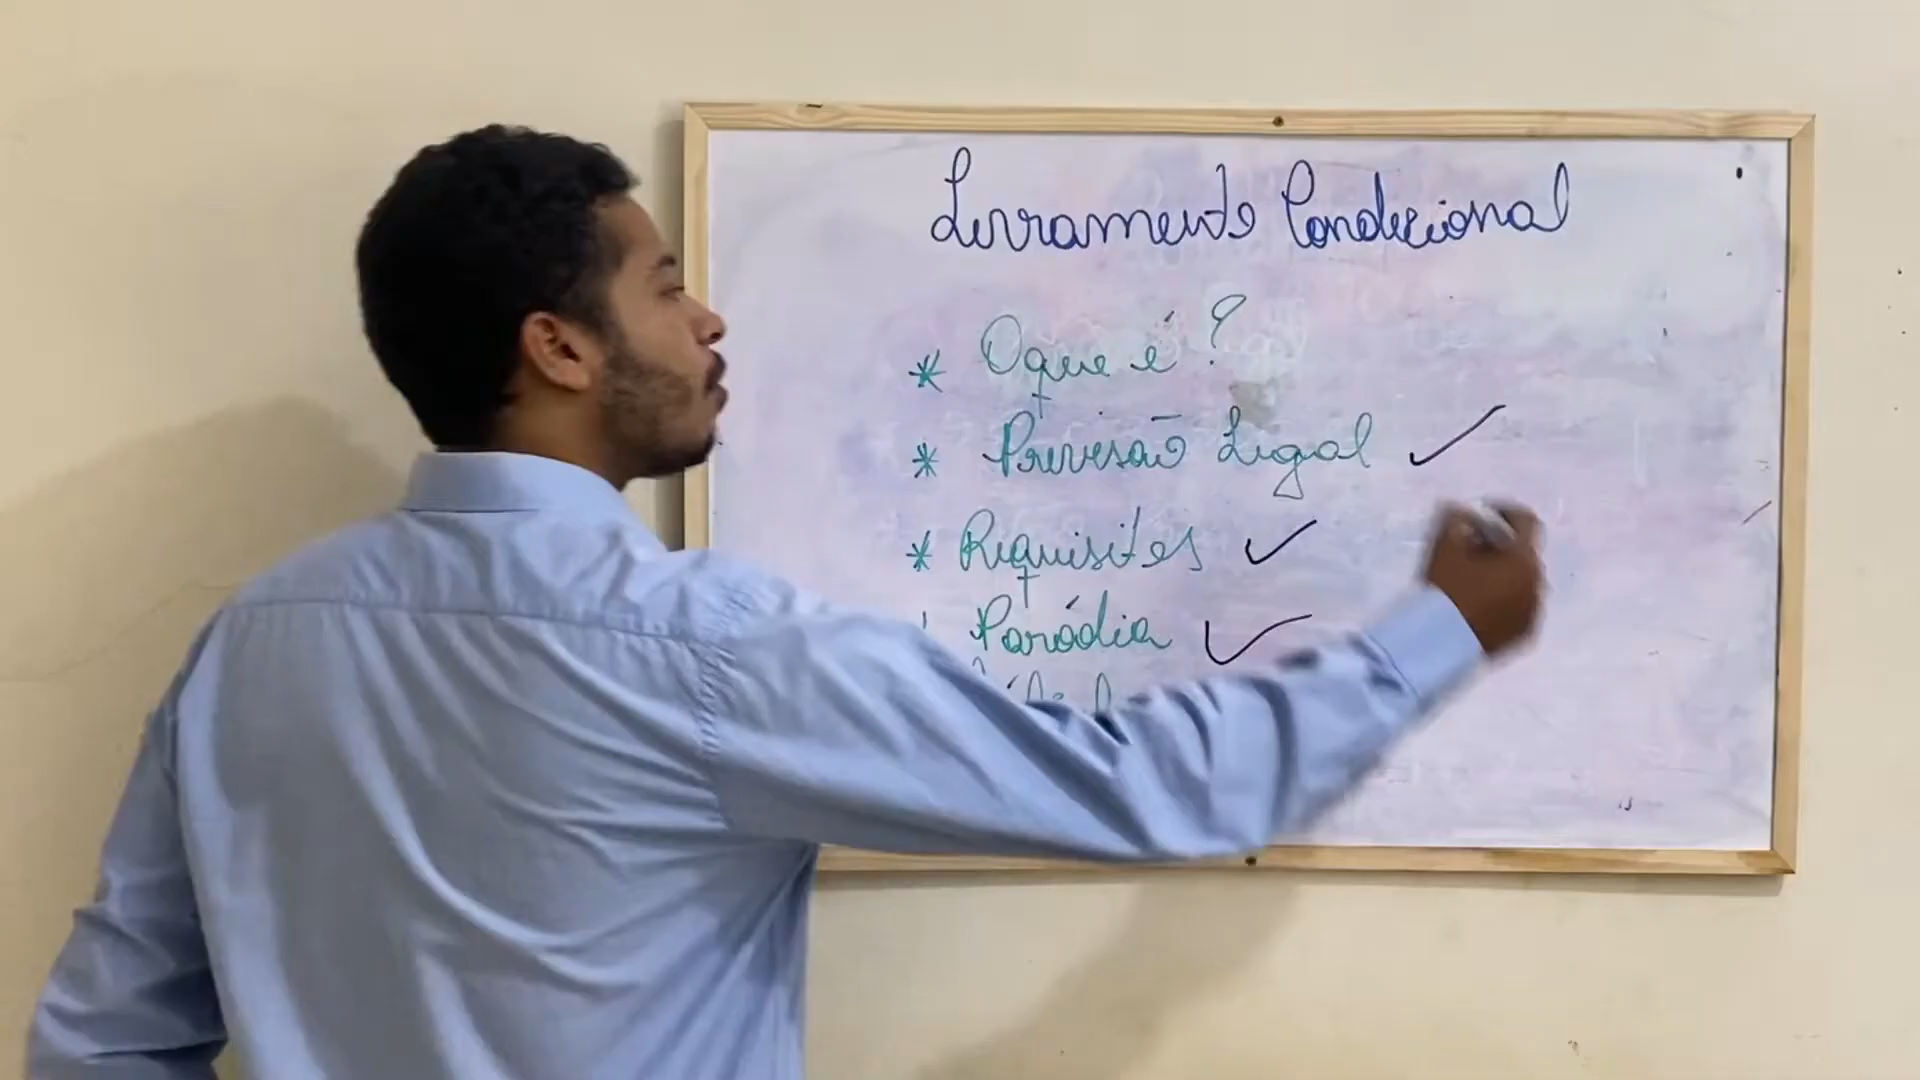 Livramento Condicional
* O que é?
* Previsão Legal ✓
* Requisitos ✓
Paródia ✓